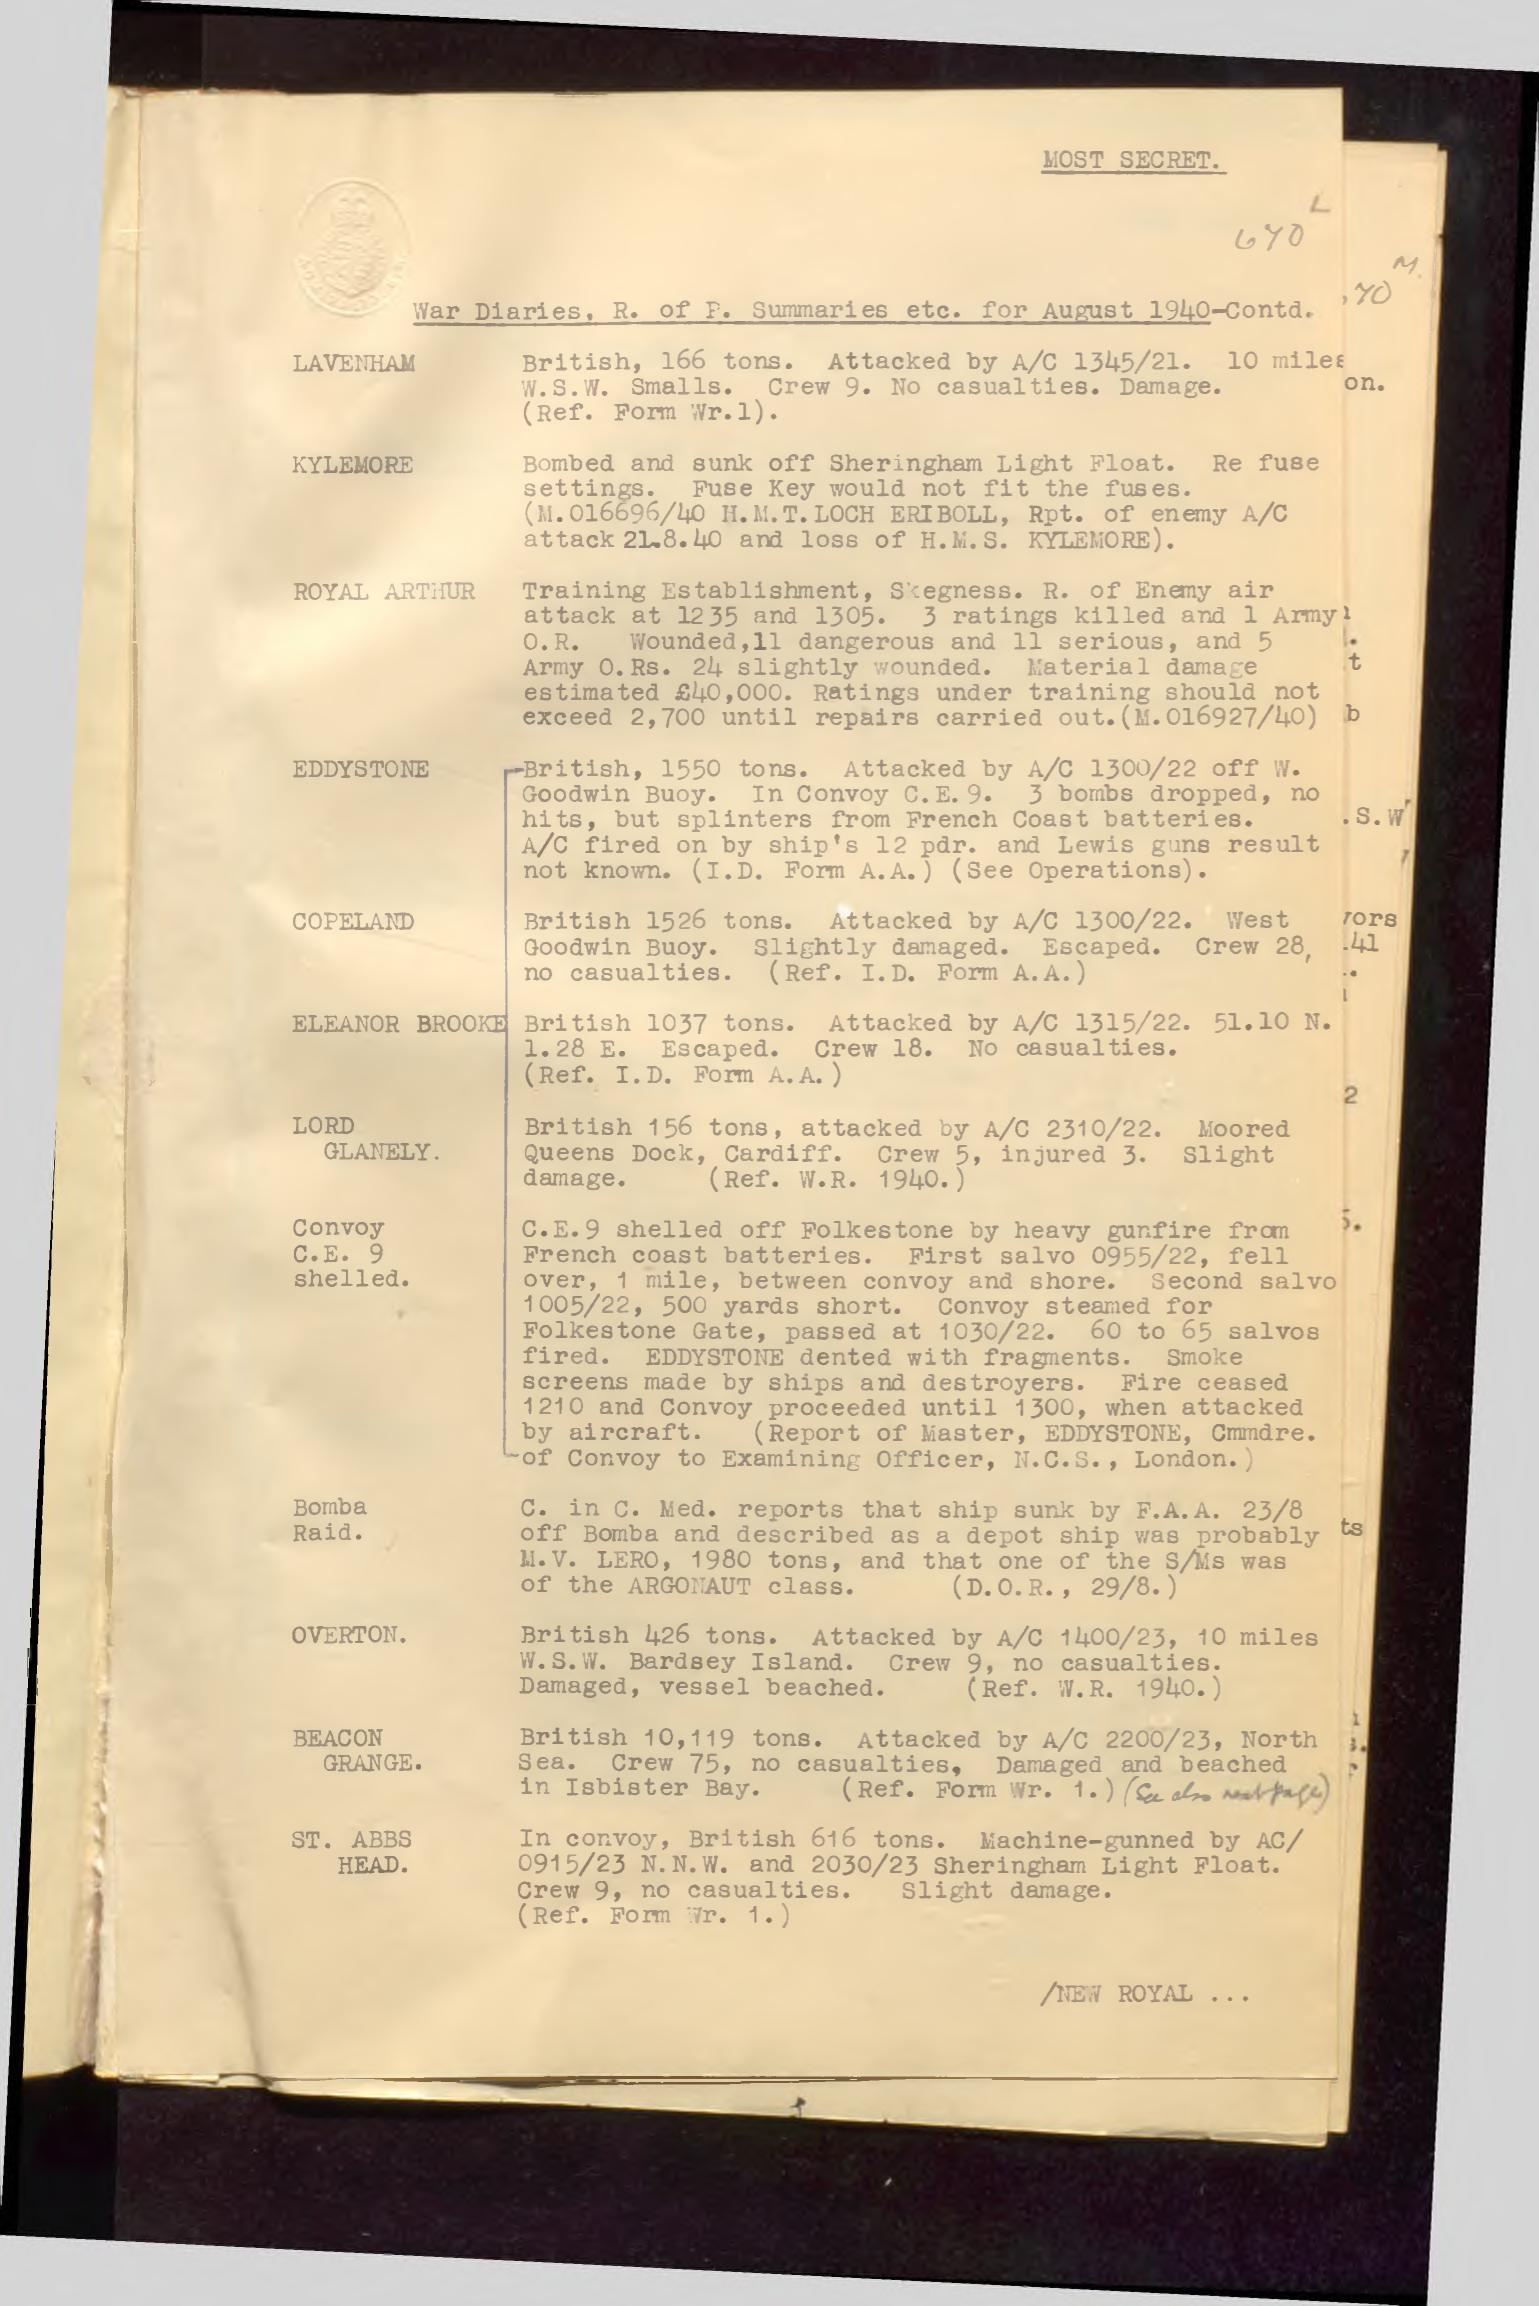 MOST SECRET.
L
670
M.
70
War Diaries, R. of P. Summaries etc. for August 1940-Contd.
LAVENHAM British, 166 tons. Attacked by A/C 1345/21. 10 miles
W.S.W. Smalls. Crew 9. No casualties. Damage.
(Ref. Form Wr.1).
KYLEMORE Bombed and sunk off Sheringham Light Float. Re fuse
settings. Fuse Key would not fit the fuses.
(M.016696/40 H.M.T.LOCH ERIBOLL, Rpt. of enemy A/C
attack 21.8.40 and loss of H.M.S. KYLEMORE).
ROYAL ARTHUR Training Establishment, Skegness. R. of Enemy air
attack at 1235 and 1305. 3 ratings killed and 1 Army
O.R. Wounded,11 dangerous and 11 serious, and 5
Army O.Rs. 24 slightly wounded. Material damage
estimated £40,000. Ratings under training should not
exceed 2,700 until repairs carried out.(M.016927/40)
EDDYSTONE British, 1550 tons. Attacked by A/C 1300/22 off W.
Goodwin Buoy. In Convoy C.E.9. 3 bombs dropped, no
hits, but splinters from French Coast batteries.
A/C fired on by ship's 12 pdr. and Lewis guns result
not known. (I.D. Form A.A.) (See Operations).
COPELAND British 1526 tons. Attacked by A/C 1300/22. West
Goodwin Buoy. Slightly damaged. Escaped. Crew 28,
no casualties. (Ref. I.D. Form A.A.)
ELEANOR BROOKE British 1037 tons. Attacked by A/C 1315/22. 51.10 N.
1.28 E. Escaped. Crew 18. No casualties.
(Ref. I.D. Form A.A.)
LORD British 156 tons, attacked by A/C 2310/22. Moored
GLANELY. Queens Dock, Cardiff. Crew 5, injured 3. Slight
damage. (Ref. W.R. 1940.)
Convoy C.E.9 shelled off Folkestone by heavy gunfire from
C.E. 9 French coast batteries. First salvo 0955/22, fell
shelled. over, 1 mile, between convoy and shore. Second salvo
1005/22, 500 yards short. Convoy steamed for
Folkestone Gate, passed at 1030/22. 60 to 65 salvos
fired. EDDYSTONE dented with fragments. Smoke
screens made by ships and destroyers. Fire ceased
1210 and Convoy proceeded until 1300, when attacked
by aircraft. (Report of Master, EDDYSTONE, Cmmdre.
of Convoy to Examining Officer, N.C.S., London.)
Bomba C. in C. Med. reports that ship sunk by F.A.A. 23/8
Raid. off Bomba and described as a depot ship was probably
M.V. LERO, 1980 tons, and that one of the S/Ms was
of the ARGONAUT class. (D.O.R., 29/8.)
OVERTON. British 426 tons. Attacked by A/C 1400/23, 10 miles
W.S.W. Bardsey Island. Crew 9, no casualties.
Damaged, vessel beached. (Ref. W.R. 1940.)
BEACON British 10,119 tons. Attacked by A/C 2200/23, North
GRANGE. Sea. Crew 75, no casualties, Damaged and beached
in Isbister Bay. (Ref. Form Wr. 1.) (See also next page)
ST. ABBS In convoy, British 616 tons. Machine-gunned by AC/
HEAD. 0915/23 N.N.W. and 2030/23 Sheringham Light Float.
Crew 9, no casualties. Slight damage.
(Ref. Form Wr. 1.)
/NEW ROYAL ...